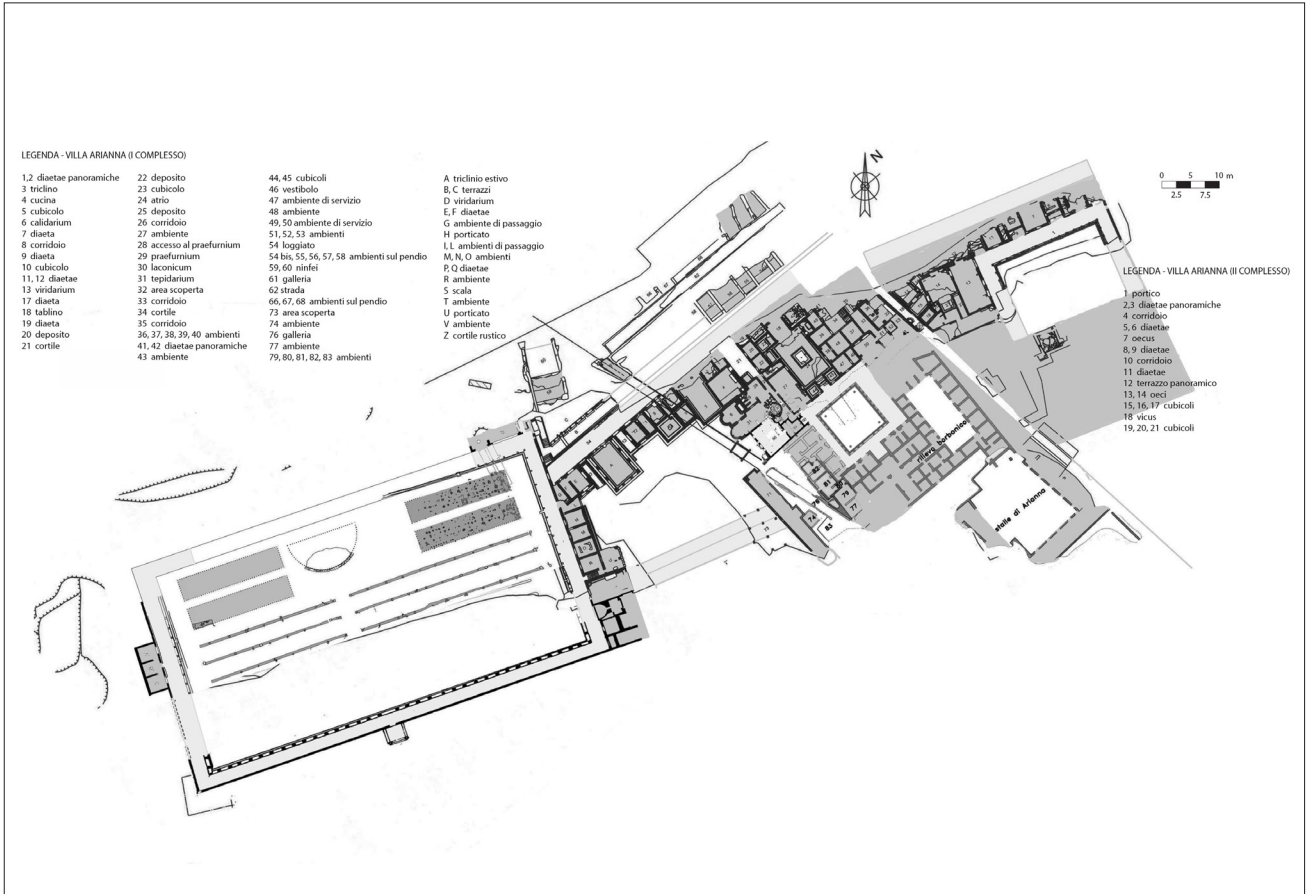 LEGENDA - VILLA ARIANNA (I COMPLESSO)
1,2 diaetae panoramiche
3 triclino
4 cucina
5 cubicolo
6 calidarium
7 diaeta
8 corridoio
9 diaeta
10 cubicolo
11, 12 diaetae
13 viridarium
17 diaeta
18 tablino
19 diaeta
20 deposito
21 cortile
22 deposito
23 cubicolo
24 atrio
25 deposito
26 corridoio
27 ambiente
28 accesso al praefurnium
29 praefurnium
30 laconicum
31 tepidarium
32 area scoperta
33 corridoio
34 cortile
35 corridoio
36, 37, 38, 39, 40 ambienti
41, 42 diaetae panoramiche
43 ambiente
44, 45 cubicoli
46 vestibolo
47 ambiente di servizio
48 ambiente
49, 50 ambiente di servizio
51, 52, 53 ambienti
54 loggiato
54 bis, 55, 56, 57, 58 ambienti sul pendio
59, 60 ninfei
61 galleria
62 strada
66, 67, 68 ambienti sul pendio
73 area scoperta
74 ambiente
76 galleria
77 ambiente
79, 80, 81, 82, 83 ambienti
A triclinio estivo
B, C terrazzi
D viridarium
E, F diaetae
G ambiente di passaggio
H porticato
I, L ambienti di passaggio
M, N, O ambienti
P, Q diaetae
R ambiente
S scala
T ambiente
U porticato
V ambiente
Z cortile rustico
N
0 5 10 m
2.5 7.5
LEGENDA - VILLA ARIANNA (II COMPLESSO)
1 portico
2,3 diaetae panoramiche
4 corridoio
5, 6 diaetae
7 oecus
8, 9 diaetae
10 corridoio
11 diaetae
12 terrazzo panoramico
13, 14 oeci
15, 16, 17 cubicoli
18 vicus
19, 20, 21 cubicoli
rilievo borbonico
stalle di Arianna
82
81
79
77
74
83